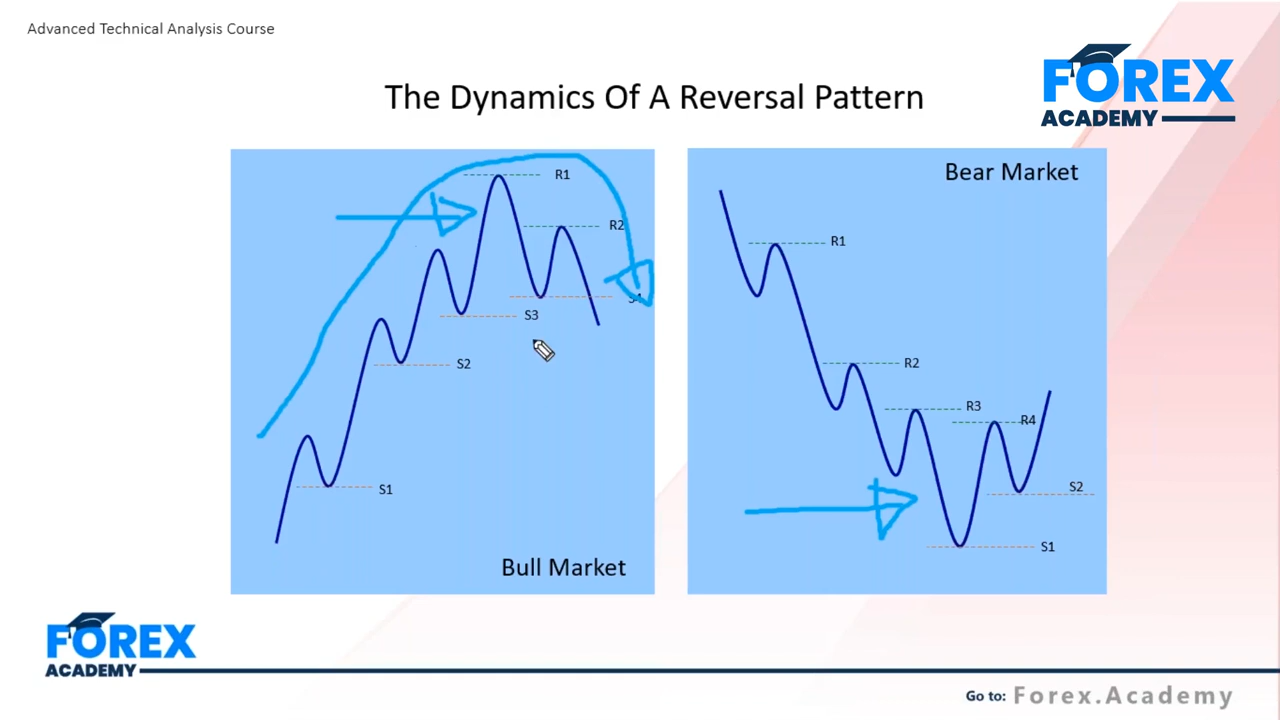 Advanced Technical Analysis Course
FOREX
ACADEMY
The Dynamics Of A Reversal Pattern
R1
R2
S4
S3
S2
S1
Bull Market
Bear Market
R1
R2
R3
R4
S2
S1
FOREX
ACADEMY
Go to: Forex.Academy